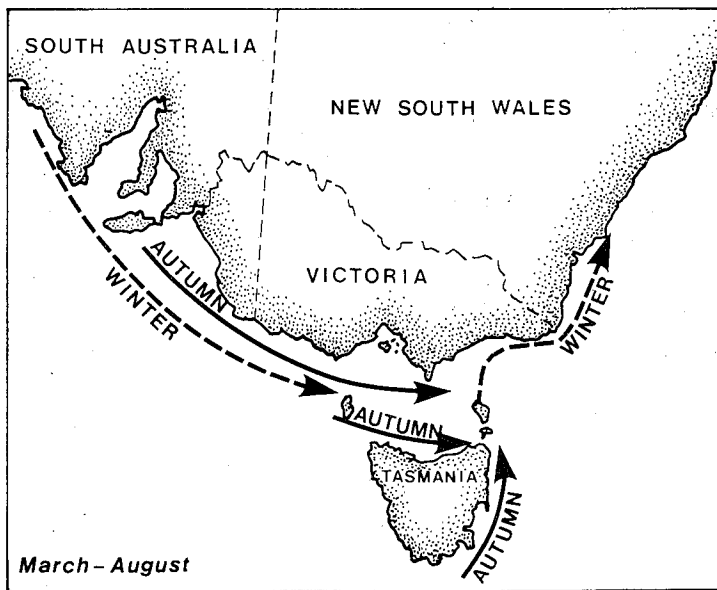 SOUTH AUSTRALIA
NEW SOUTH WALES
VICTORIA
AUTUMN
WINTER
WINTER
AUTUMN
TASMANIA
AUTUMN
March–August